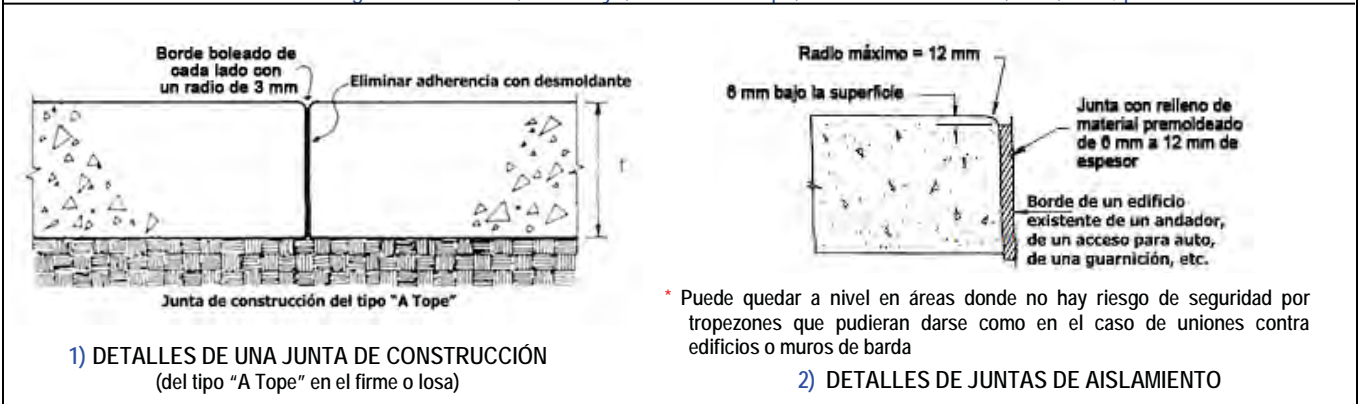 Borde boleado de
cada lado con
un radio de 3 mm
Eliminar adherencia con desmoldante
Junta de construcción del tipo "A Tope"
1) DETALLES DE UNA JUNTA DE CONSTRUCCIÓN
(del tipo "A Tope" en el firme o losa)
Radio máximo = 12 mm
6 mm bajo la superficie
Junta con relleno de
material premoldeado
de 6 mm a 12 mm de
espesor
Borde de un edificio
existente de un andador,
de un acceso para auto,
de una guarnición, etc.
* Puede quedar a nivel en áreas donde no hay riesgo de seguridad por
tropezones que pudieran darse como en el caso de uniones contra
edificios o muros de barda
2) DETALLES DE JUNTAS DE AISLAMIENTO